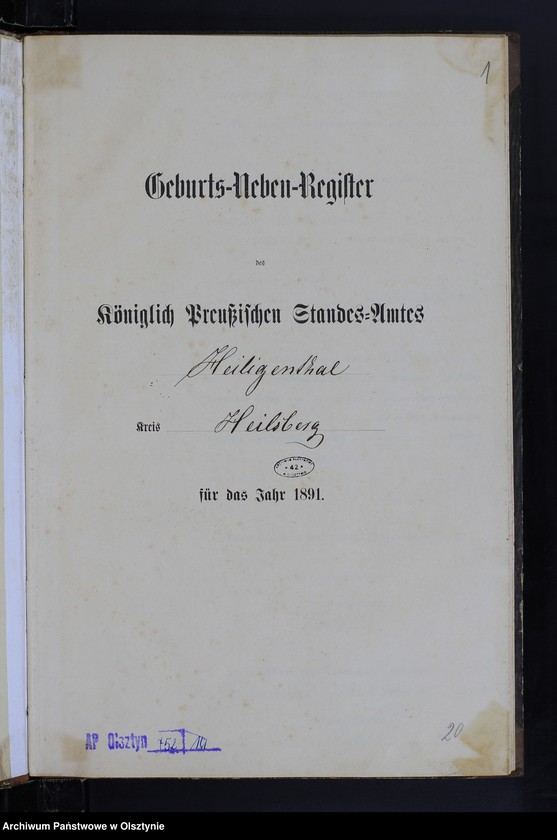 1
Geburts-Neben-Register
des
Königlich Preußischen Standes-Amtes
Heiligenthal
Kreis Heilsberg
42
für das Jahr 1891.
AP Olsztyn
20
Archiwum Państwowe w Olsztynie